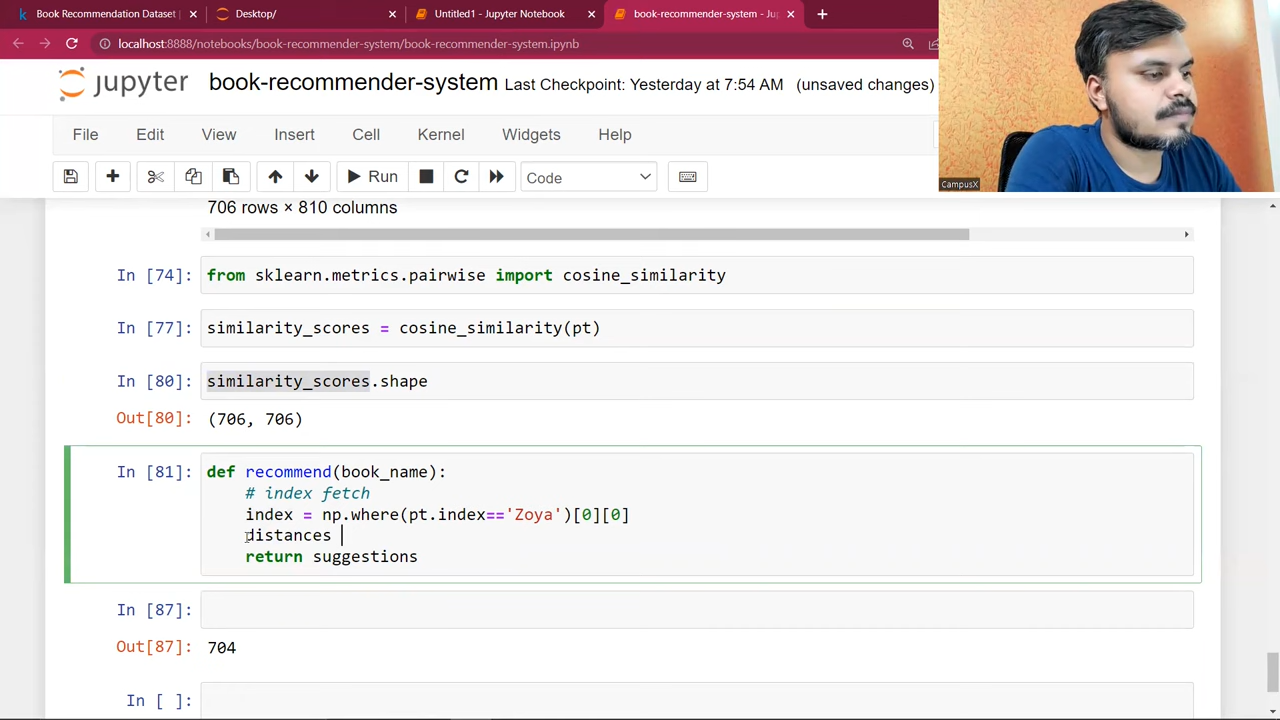 Book Recommendation Dataset
Desktop/
Untitled1 - Jupyter Notebook
book-recommender-system - Ju
localhost:8888/notebooks/book-recommender-system/book-recommender-system.ipynb
jupyter
book-recommender-system Last Checkpoint: Yesterday at 7:54 AM (unsaved changes)
CampusX
File Edit View Insert Cell Kernel Widgets Help
Run
Code
706 rows × 810 columns
In [74]: from sklearn.metrics.pairwise import cosine_similarity
In [77]: similarity_scores = cosine_similarity(pt)
In [80]: similarity_scores.shape
Out[80]: (706, 706)
In [81]: def recommend(book_name):
# index fetch
index = np.where(pt.index=='Zoya')[0][0]
distances
return suggestions
In [87]:
Out[87]: 704
In [ ]: